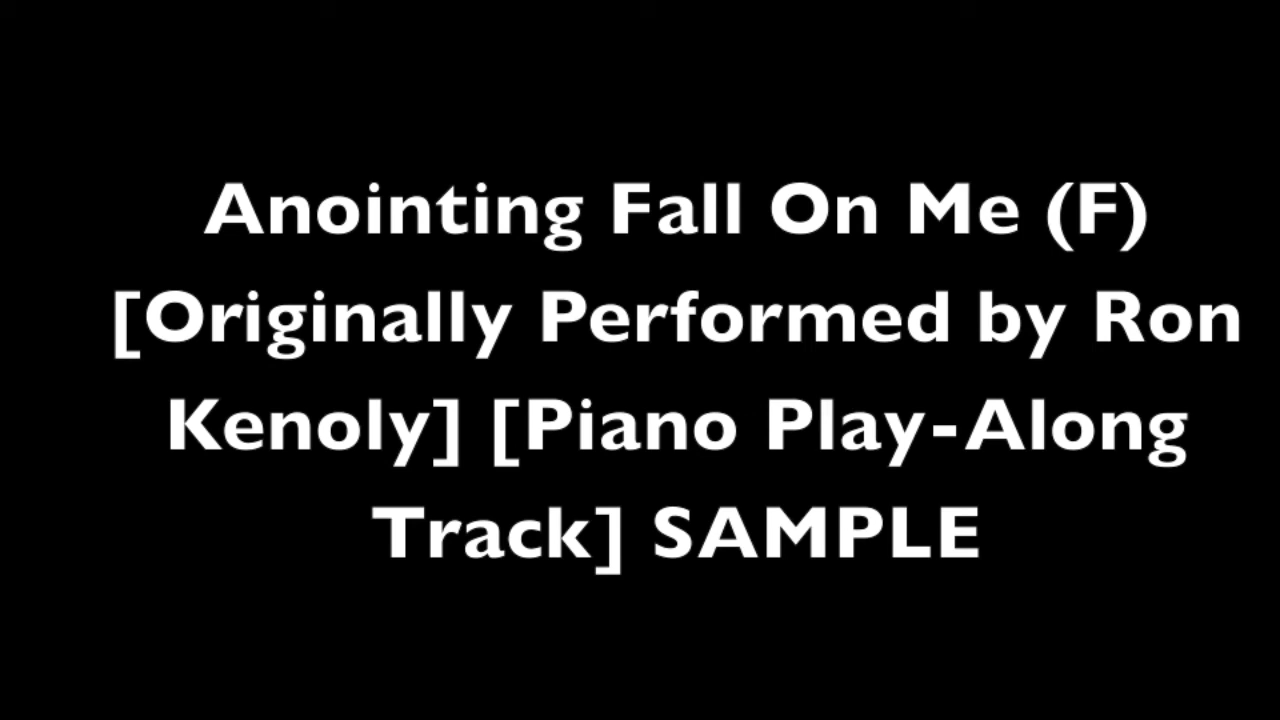 Anointing Fall On Me (F)
[Originally Performed by Ron
Kenoly] [Piano Play-Along
Track] SAMPLE